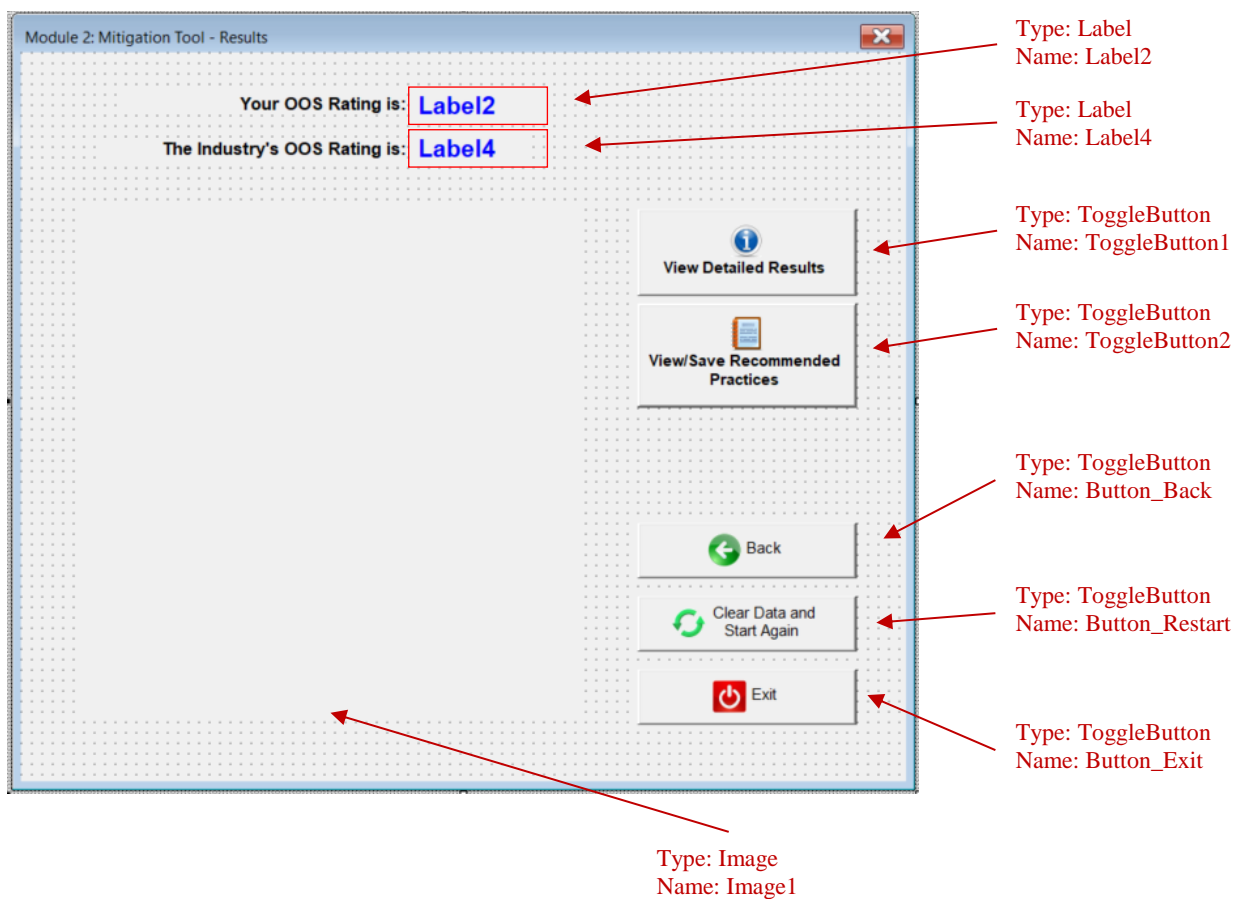 Module 2: Mitigation Tool - Results
Your OOS Rating is: Label2
The Industry's OOS Rating is: Label4
View Detailed Results
View/Save Recommended
Practices
Back
Clear Data and
Start Again
Exit
Type: Label
Name: Label2
Type: Label
Name: Label4
Type: ToggleButton
Name: ToggleButton1
Type: ToggleButton
Name: ToggleButton2
Type: ToggleButton
Name: Button_Back
Type: ToggleButton
Name: Button_Restart
Type: ToggleButton
Name: Button_Exit
Type: Image
Name: Image1